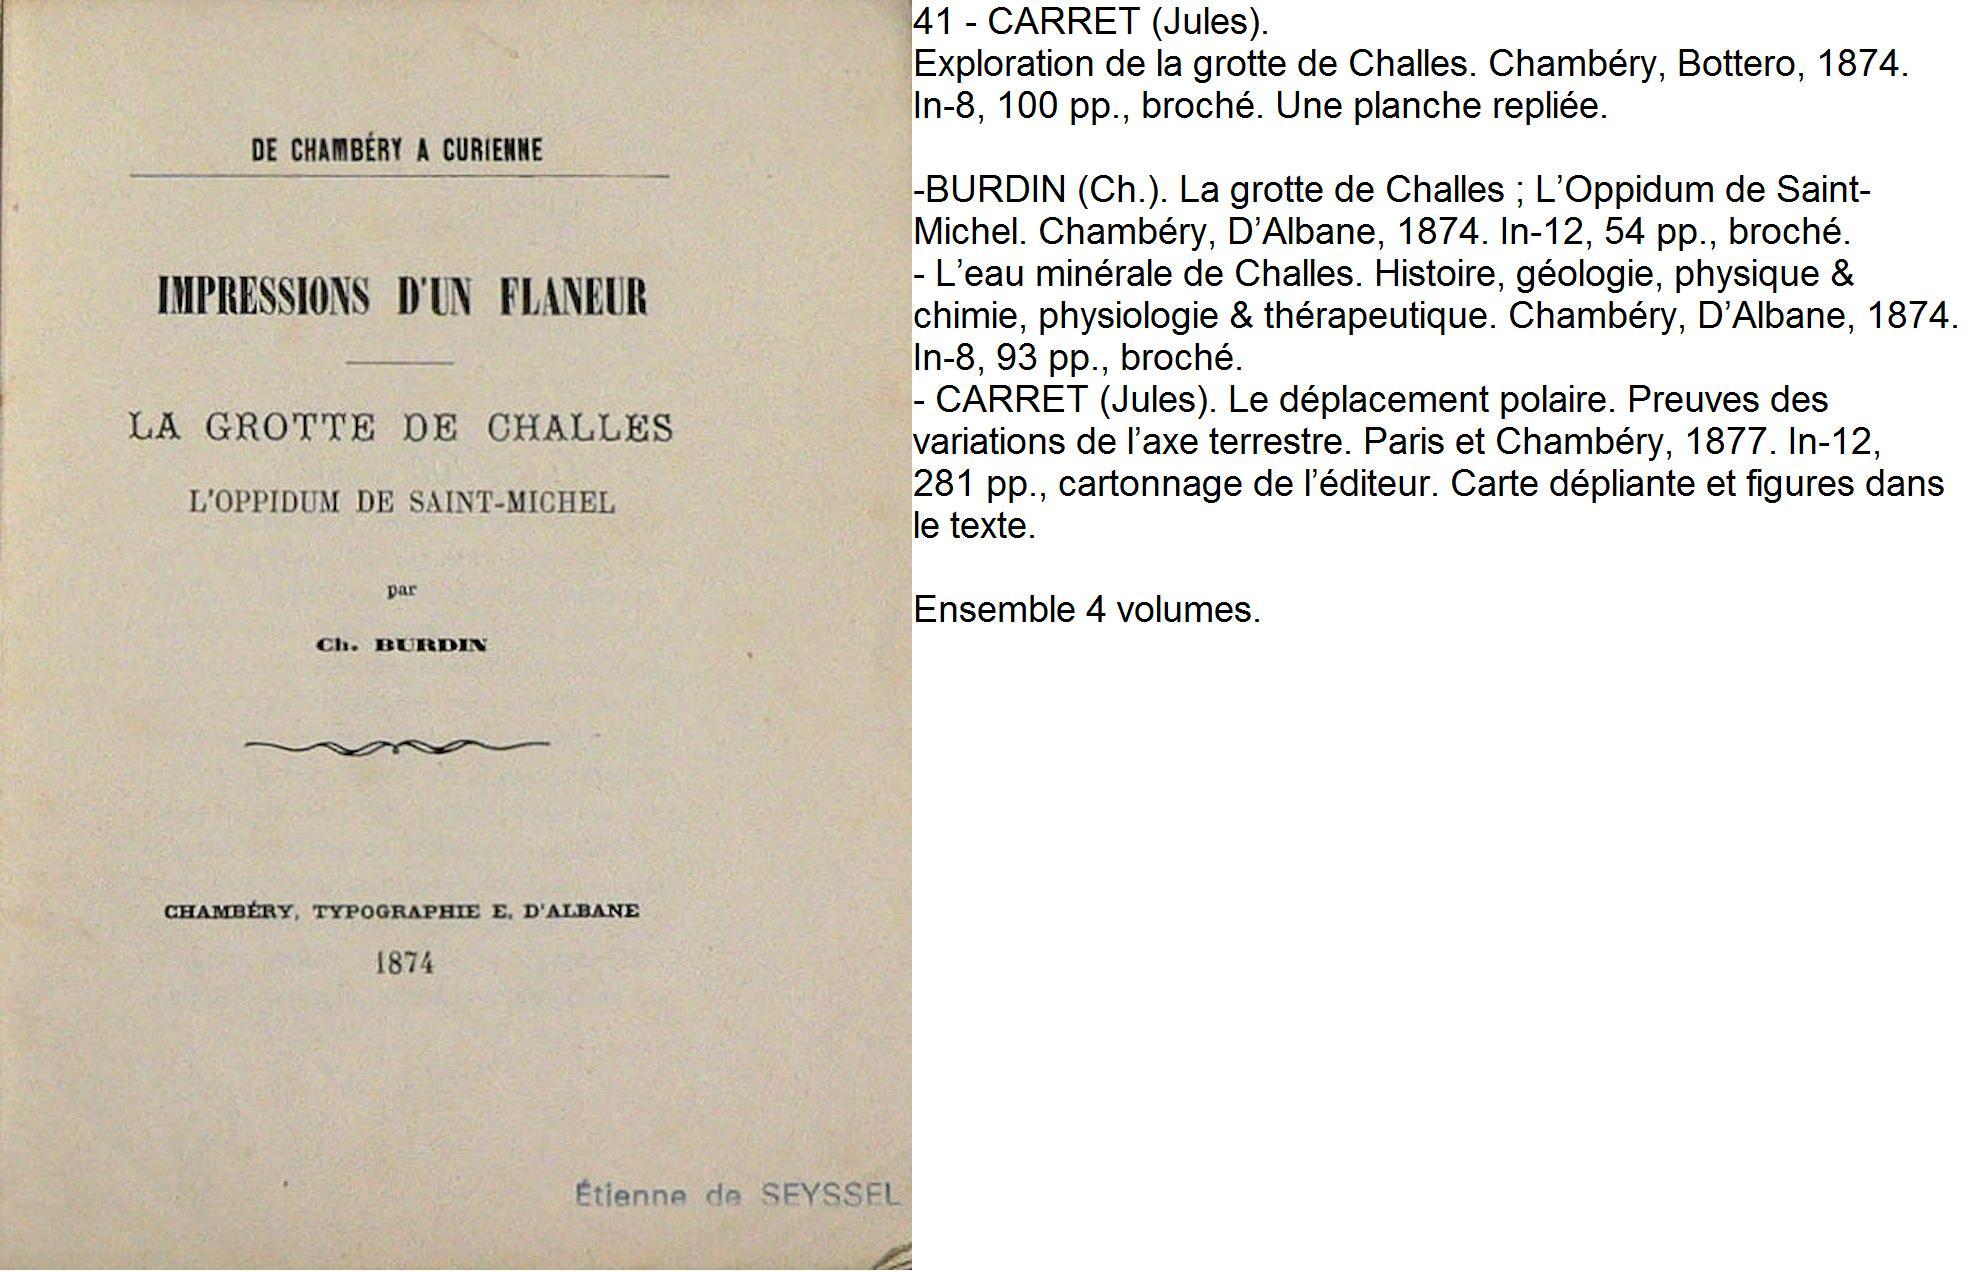 DE CHAMBÉRY A CURIENNE
IMPRESSIONS D'UN FLANEUR
LA GROTTE DE CHALLES
L'OPPIDUM DE SAINT-MICHEL
par
Ch. BURDIN
CHAMBÉRY, TYPOGRAPHIE E. D'ALBANE
1874
Étienne de SEYSSEL
41 - CARRET (Jules).
Exploration de la grotte de Challes. Chambéry, Bottero, 1874.
In-8, 100 pp., broché. Une planche repliée.
-BURDIN (Ch.). La grotte de Challes ; L’Oppidum de Saint-
Michel. Chambéry, D’Albane, 1874. In-12, 54 pp., broché.
- L’eau minérale de Challes. Histoire, géologie, physique &
chimie, physiologie & thérapeutique. Chambéry, D’Albane, 1874.
In-8, 93 pp., broché.
- CARRET (Jules). Le déplacement polaire. Preuves des
variations de l’axe terrestre. Paris et Chambéry, 1877. In-12,
281 pp., cartonnage de l’éditeur. Carte dépliante et figures dans
le texte.
Ensemble 4 volumes.